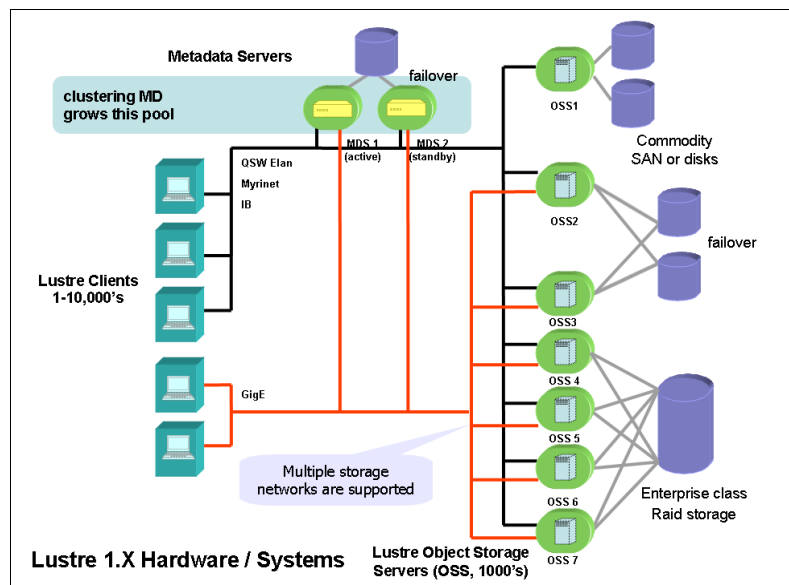 Metadata Servers
failover
clustering MD
grows this pool
MDS 1
(active)
MDS 2
(standby)
OSS1
Commodity
SAN or disks
QSW Elan
Myrinet
IB
OSS2
failover
Lustre Clients
1-10,000's
OSS3
OSS 4
GigE
OSS 5
Multiple storage
networks are supported
OSS 6
Enterprise class
Raid storage
OSS 7
Lustre 1.X Hardware / Systems
Lustre Object Storage
Servers (OSS, 1000's)